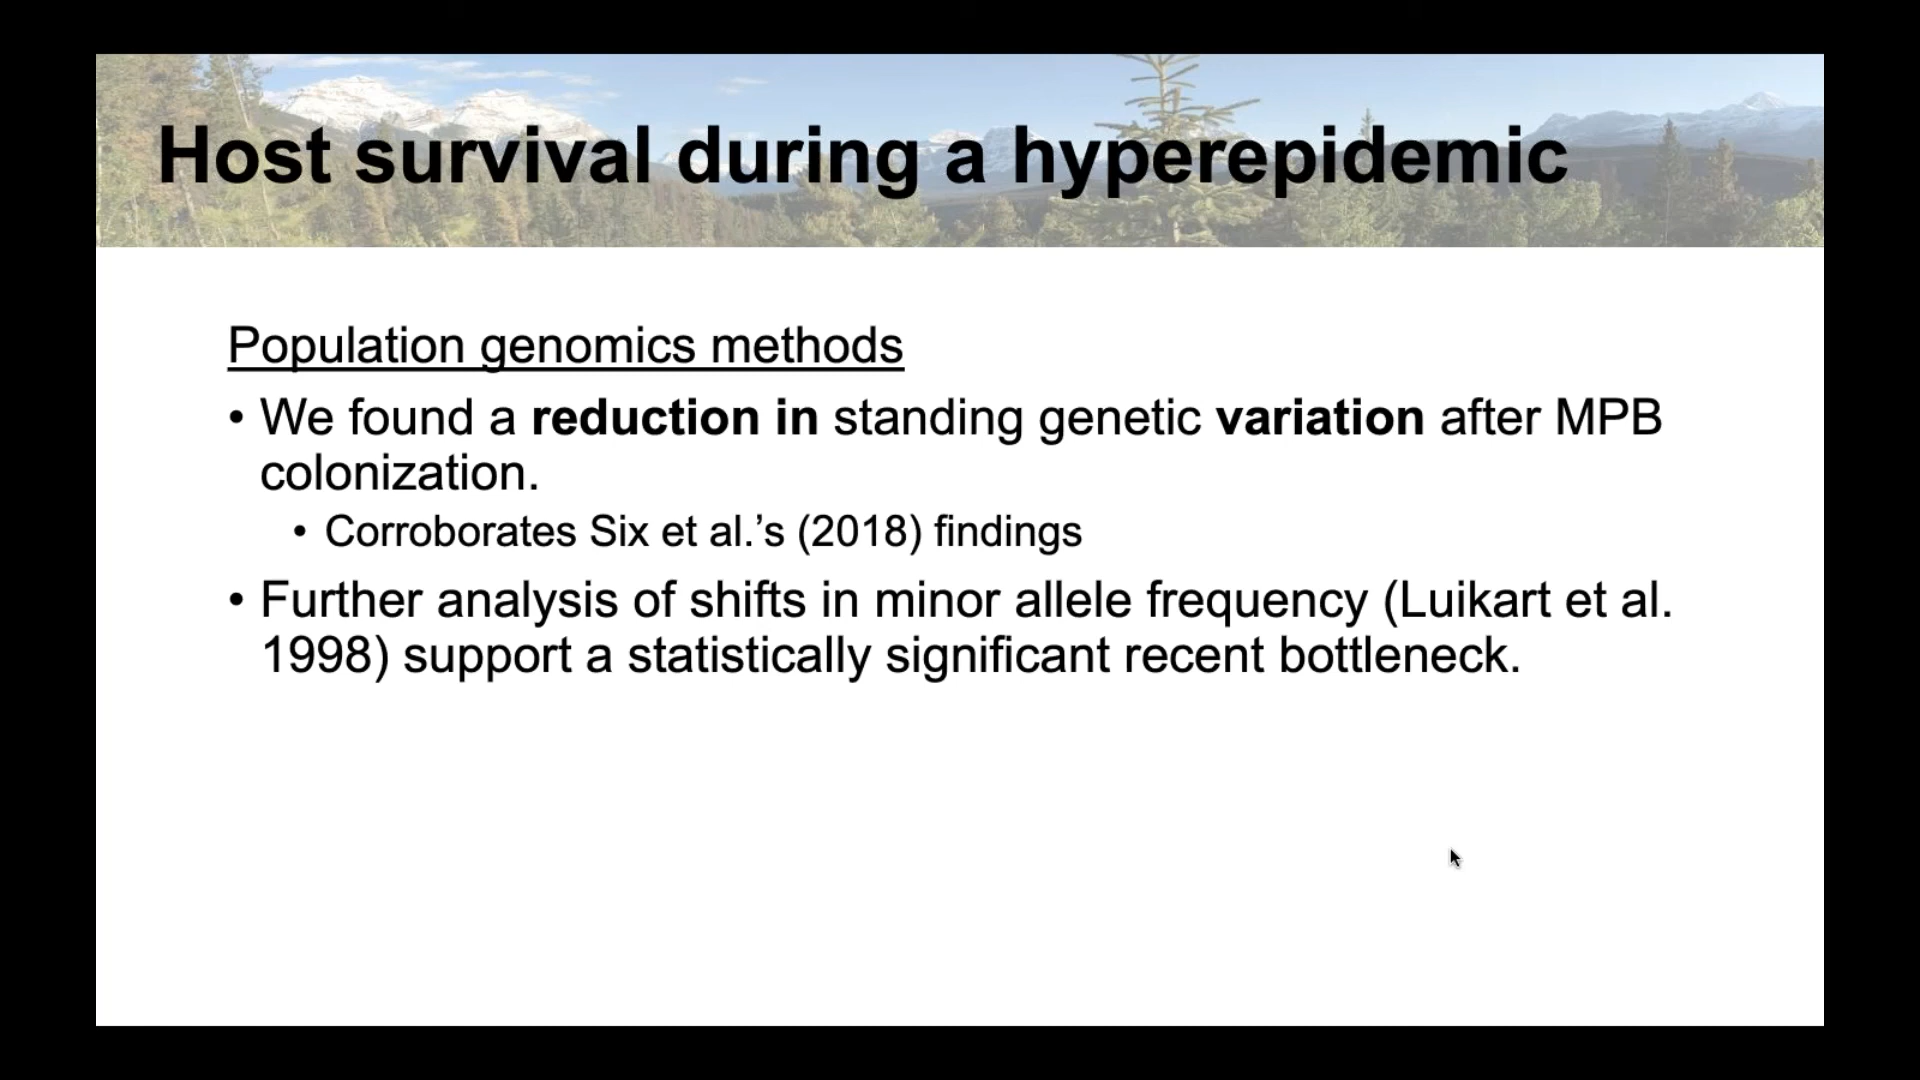 Host survival during a hyperepidemic
Population genomics methods
• We found a reduction in standing genetic variation after MPB
colonization.
• Corroborates Six et al.’s (2018) findings
• Further analysis of shifts in minor allele frequency (Luikart et al.
1998) support a statistically significant recent bottleneck.